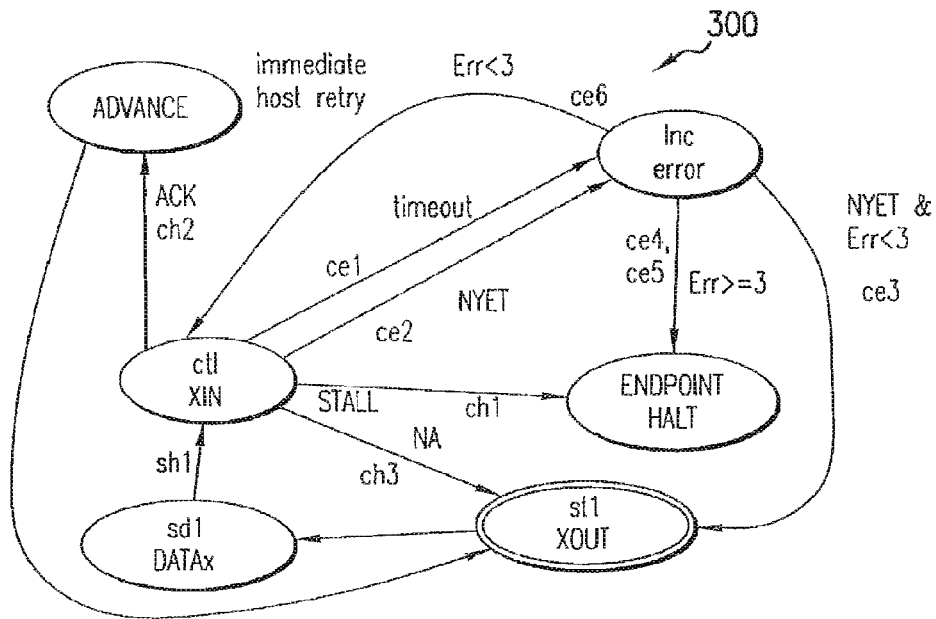 300
immediate
host retry
Err<3
ADVANCE
ce6
Inc
error
ACK
ch2
timeout
NYET &
Err<3
ce4,
ce5
ce1
NYET
Err>=3
ce3
ce2
ctl
XIN
STALL
ch1
ENDPOINT
HALT
NA
sh1
ch3
st1
XOUT
sd1
DATAx